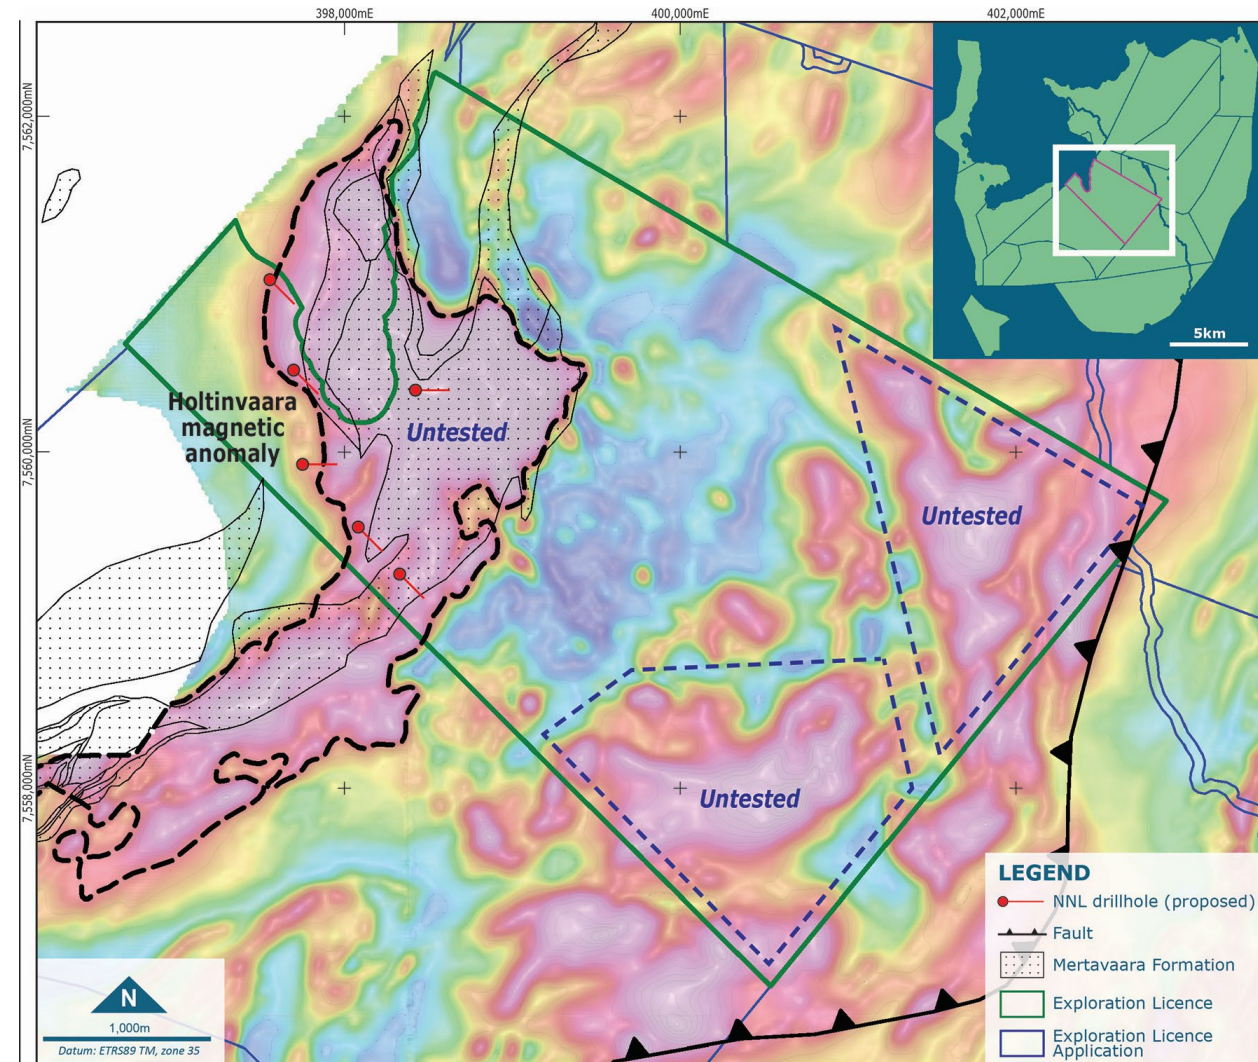 398,000mE
400,000mE
402,000mE
7,562,000mN
7,560,000mN
7,558,000mN
5km
Holtinvaara
magnetic
anomaly
Untested
Untested
Untested
LEGEND
NNL drillhole (proposed)
Fault
Mertavaara Formation
Exploration Licence
Exploration Licence
Application
N
1,000m
Datum: ETRS89 TM, zone 35